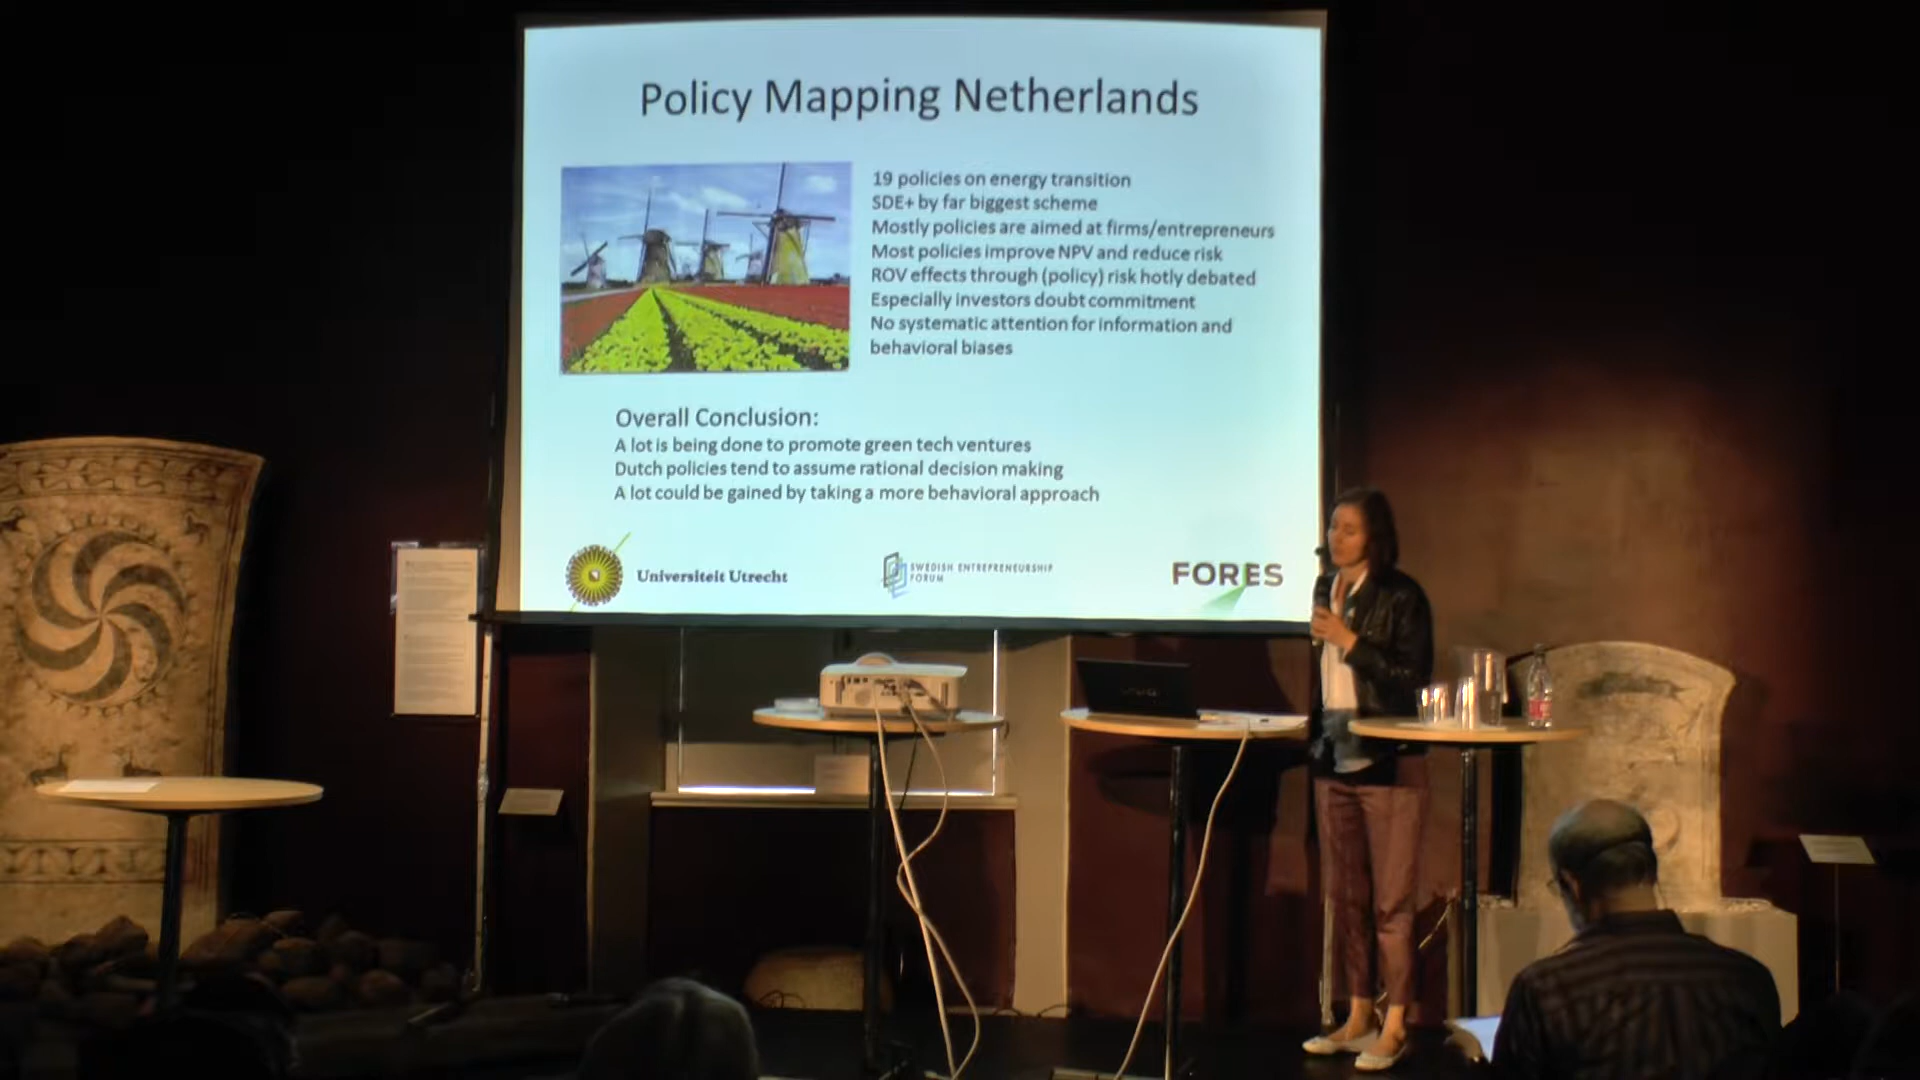 Policy Mapping Netherlands
19 policies on energy transition
SDE+ by far biggest scheme
Mostly policies are aimed at firms/entrepreneurs
Most policies improve NPV and reduce risk
ROV effects through (policy) risk hotly debated
Especially investors doubt commitment
No systematic attention for information and
behavioral biases
Overall Conclusion:
A lot is being done to promote green tech ventures
Dutch policies tend to assume rational decision making
A lot could be gained by taking a more behavioral approach
Universiteit Utrecht
SWEDISH ENTREPRENEURSHIP
FORUM
FORES